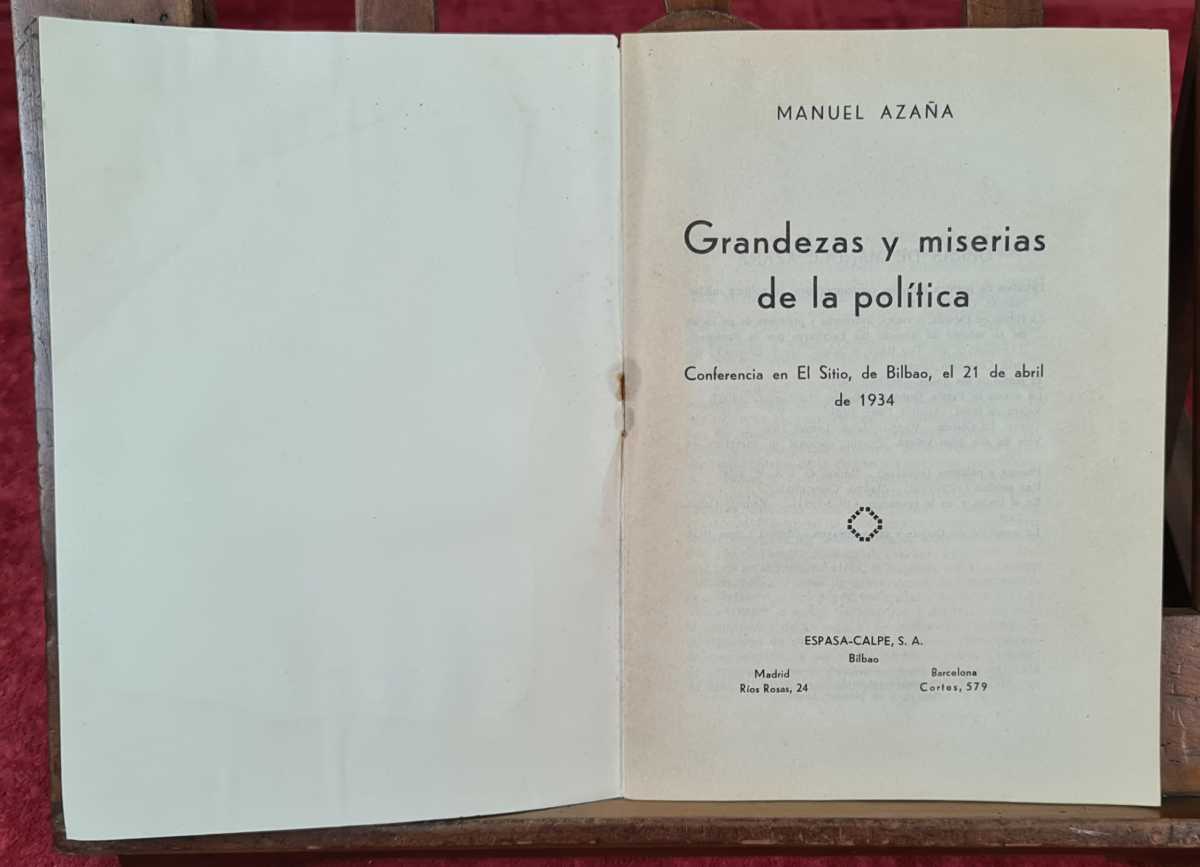 MANUEL AZAÑA
Grandezas y miserias
de la política
Conferencia en El Sitio, de Bilbao, el 21 de abril
de 1934
ESPASA-CALPE, S. A.
Bilbao
Madrid
Ríos Rosas, 24
Barcelona
Cortes, 579